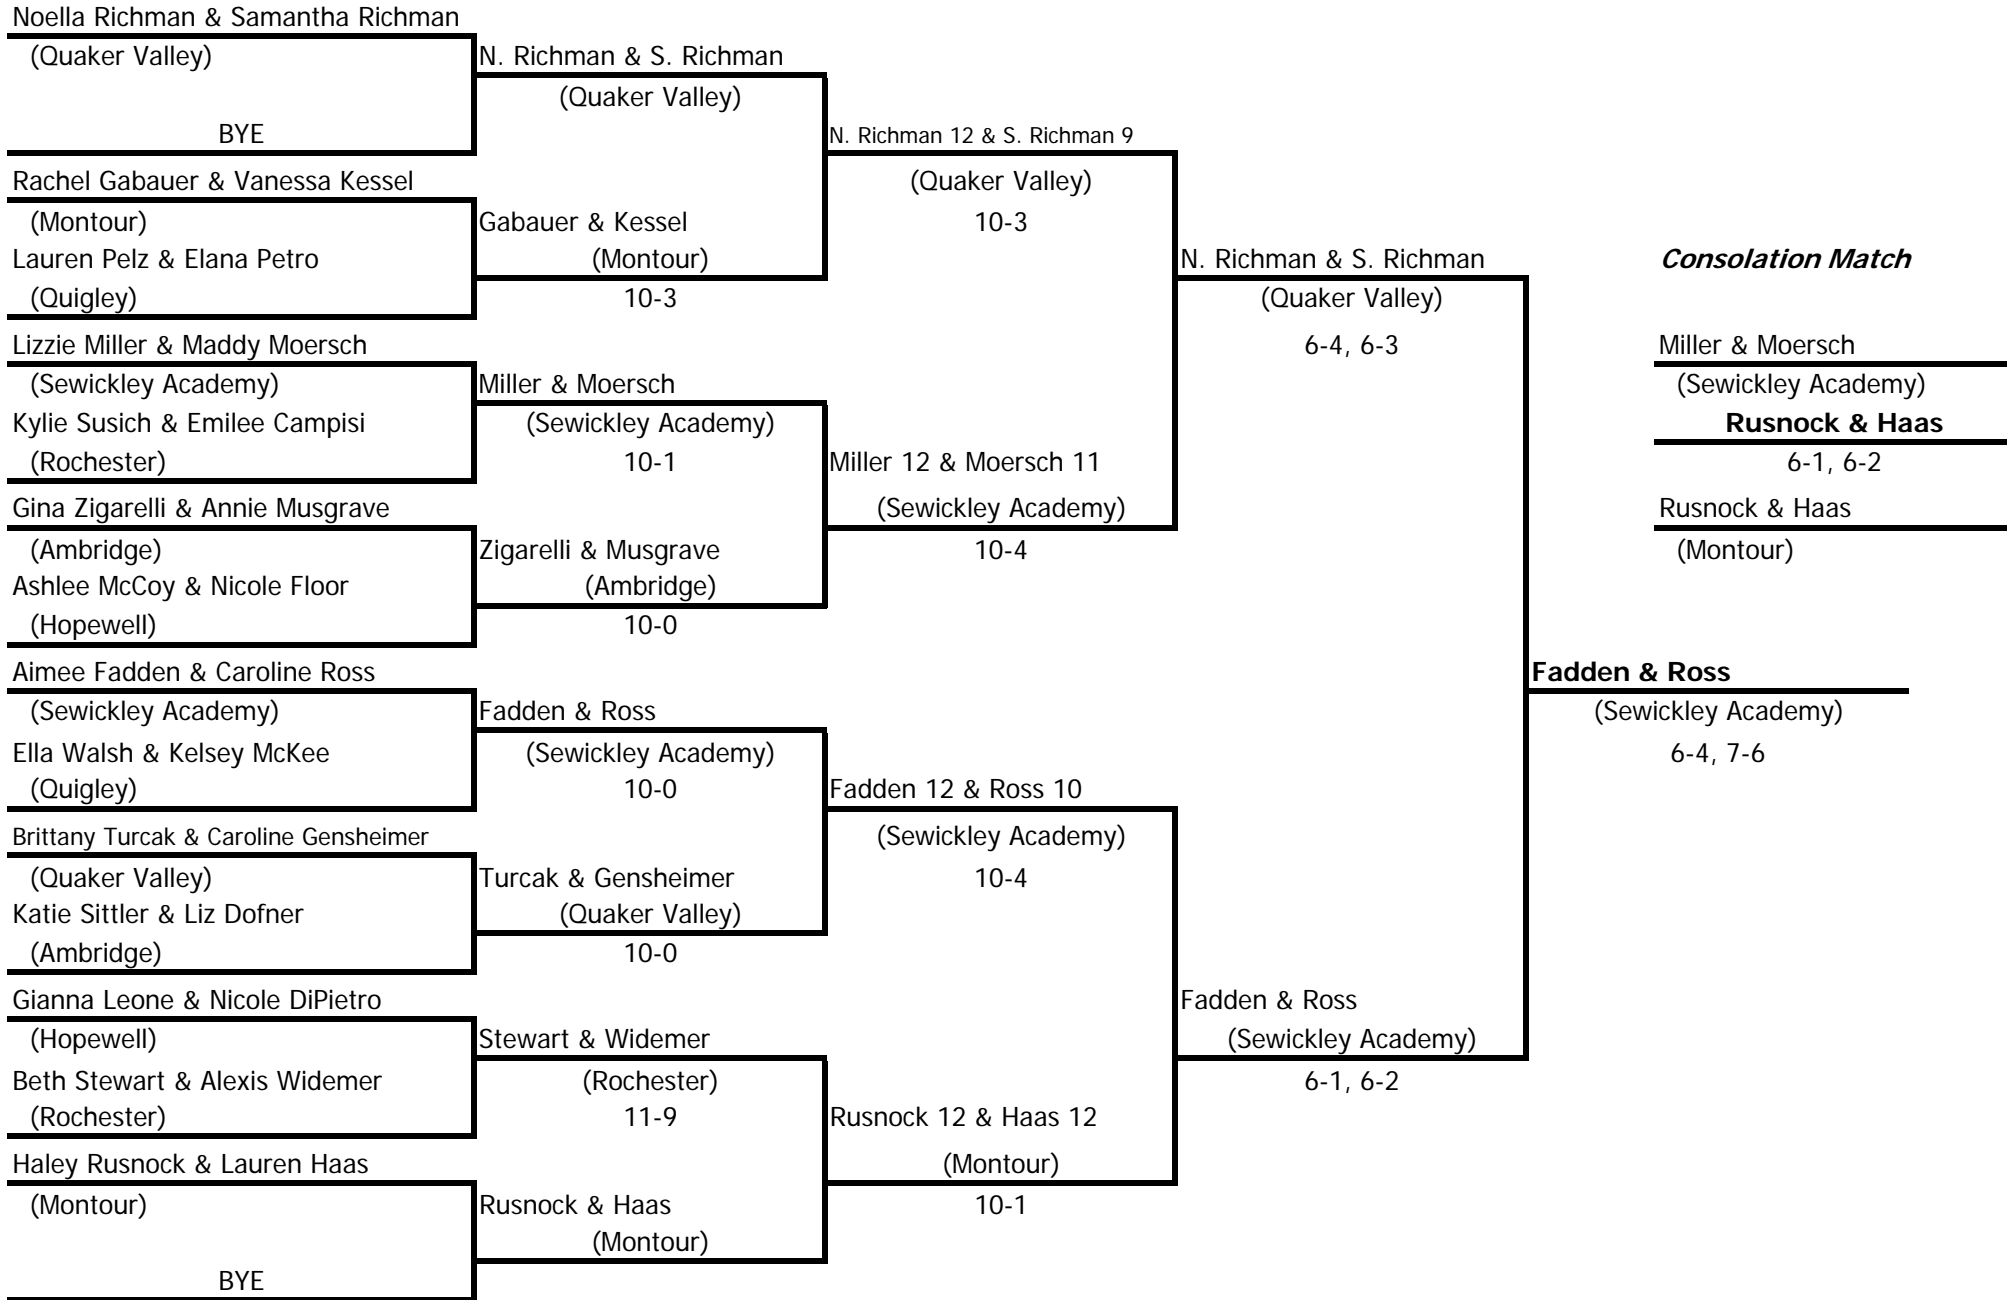 Noella Richman & Samantha Richman
(Quaker Valley)
BYE
Rachel Gabauer & Vanessa Kessel
(Montour)
Lauren Pelz & Elana Petro
(Quigley)
Lizzie Miller & Maddy Moersch
(Sewickley Academy)
Kylie Susich & Emilee Campisi
(Rochester)
Gina Zigarelli & Annie Musgrave
(Ambridge)
Ashlee McCoy & Nicole Floor
(Hopewell)
Aimee Fadden & Caroline Ross
(Sewickley Academy)
Ella Walsh & Kelsey McKee
(Quigley)
Brittany Turcak & Caroline Gensheimer
(Quaker Valley)
Katie Sittler & Liz Dofner
(Ambridge)
Gianna Leone & Nicole DiPietro
(Hopewell)
Beth Stewart & Alexis Widemer
(Rochester)
Haley Rusnock & Lauren Haas
(Montour)
BYE
N. Richman & S. Richman
(Quaker Valley)
Gabauer & Kessel
(Montour)
10-3
Miller & Moersch
(Sewickley Academy)
10-1
Zigarelli & Musgrave
(Ambridge)
10-0
Fadden & Ross
(Sewickley Academy)
10-0
Turcak & Gensheimer
(Quaker Valley)
10-0
Stewart & Widemer
(Rochester)
11-9
Rusnock & Haas
(Montour)
N. Richman 12 & S. Richman 9
(Quaker Valley)
10-3
Miller 12 & Moersch 11
(Sewickley Academy)
10-4
Fadden 12 & Ross 10
(Sewickley Academy)
10-4
Rusnock 12 & Haas 12
(Montour)
10-1
N. Richman & S. Richman
(Quaker Valley)
6-4, 6-3
Fadden & Ross
(Sewickley Academy)
6-1, 6-2
Fadden & Ross
(Sewickley Academy)
6-4, 7-6
Consolation Match
Miller & Moersch
(Sewickley Academy)
Rusnock & Haas
6-1, 6-2
Rusnock & Haas
(Montour)